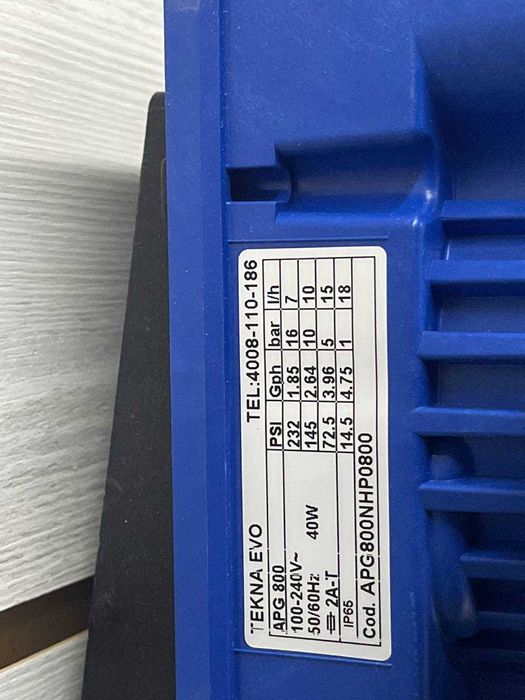 TEKNA EVO TEL:4008-110-186
APG 800 PSI Gph bar l/h
100-240V~ 232 1.85 16 7
50/60Hz 40W 145 2.64 10 10
2A-T 72.5 3.96 5 15
IP65 14.5 4.75 1 18
Cod. APG800NHP0800